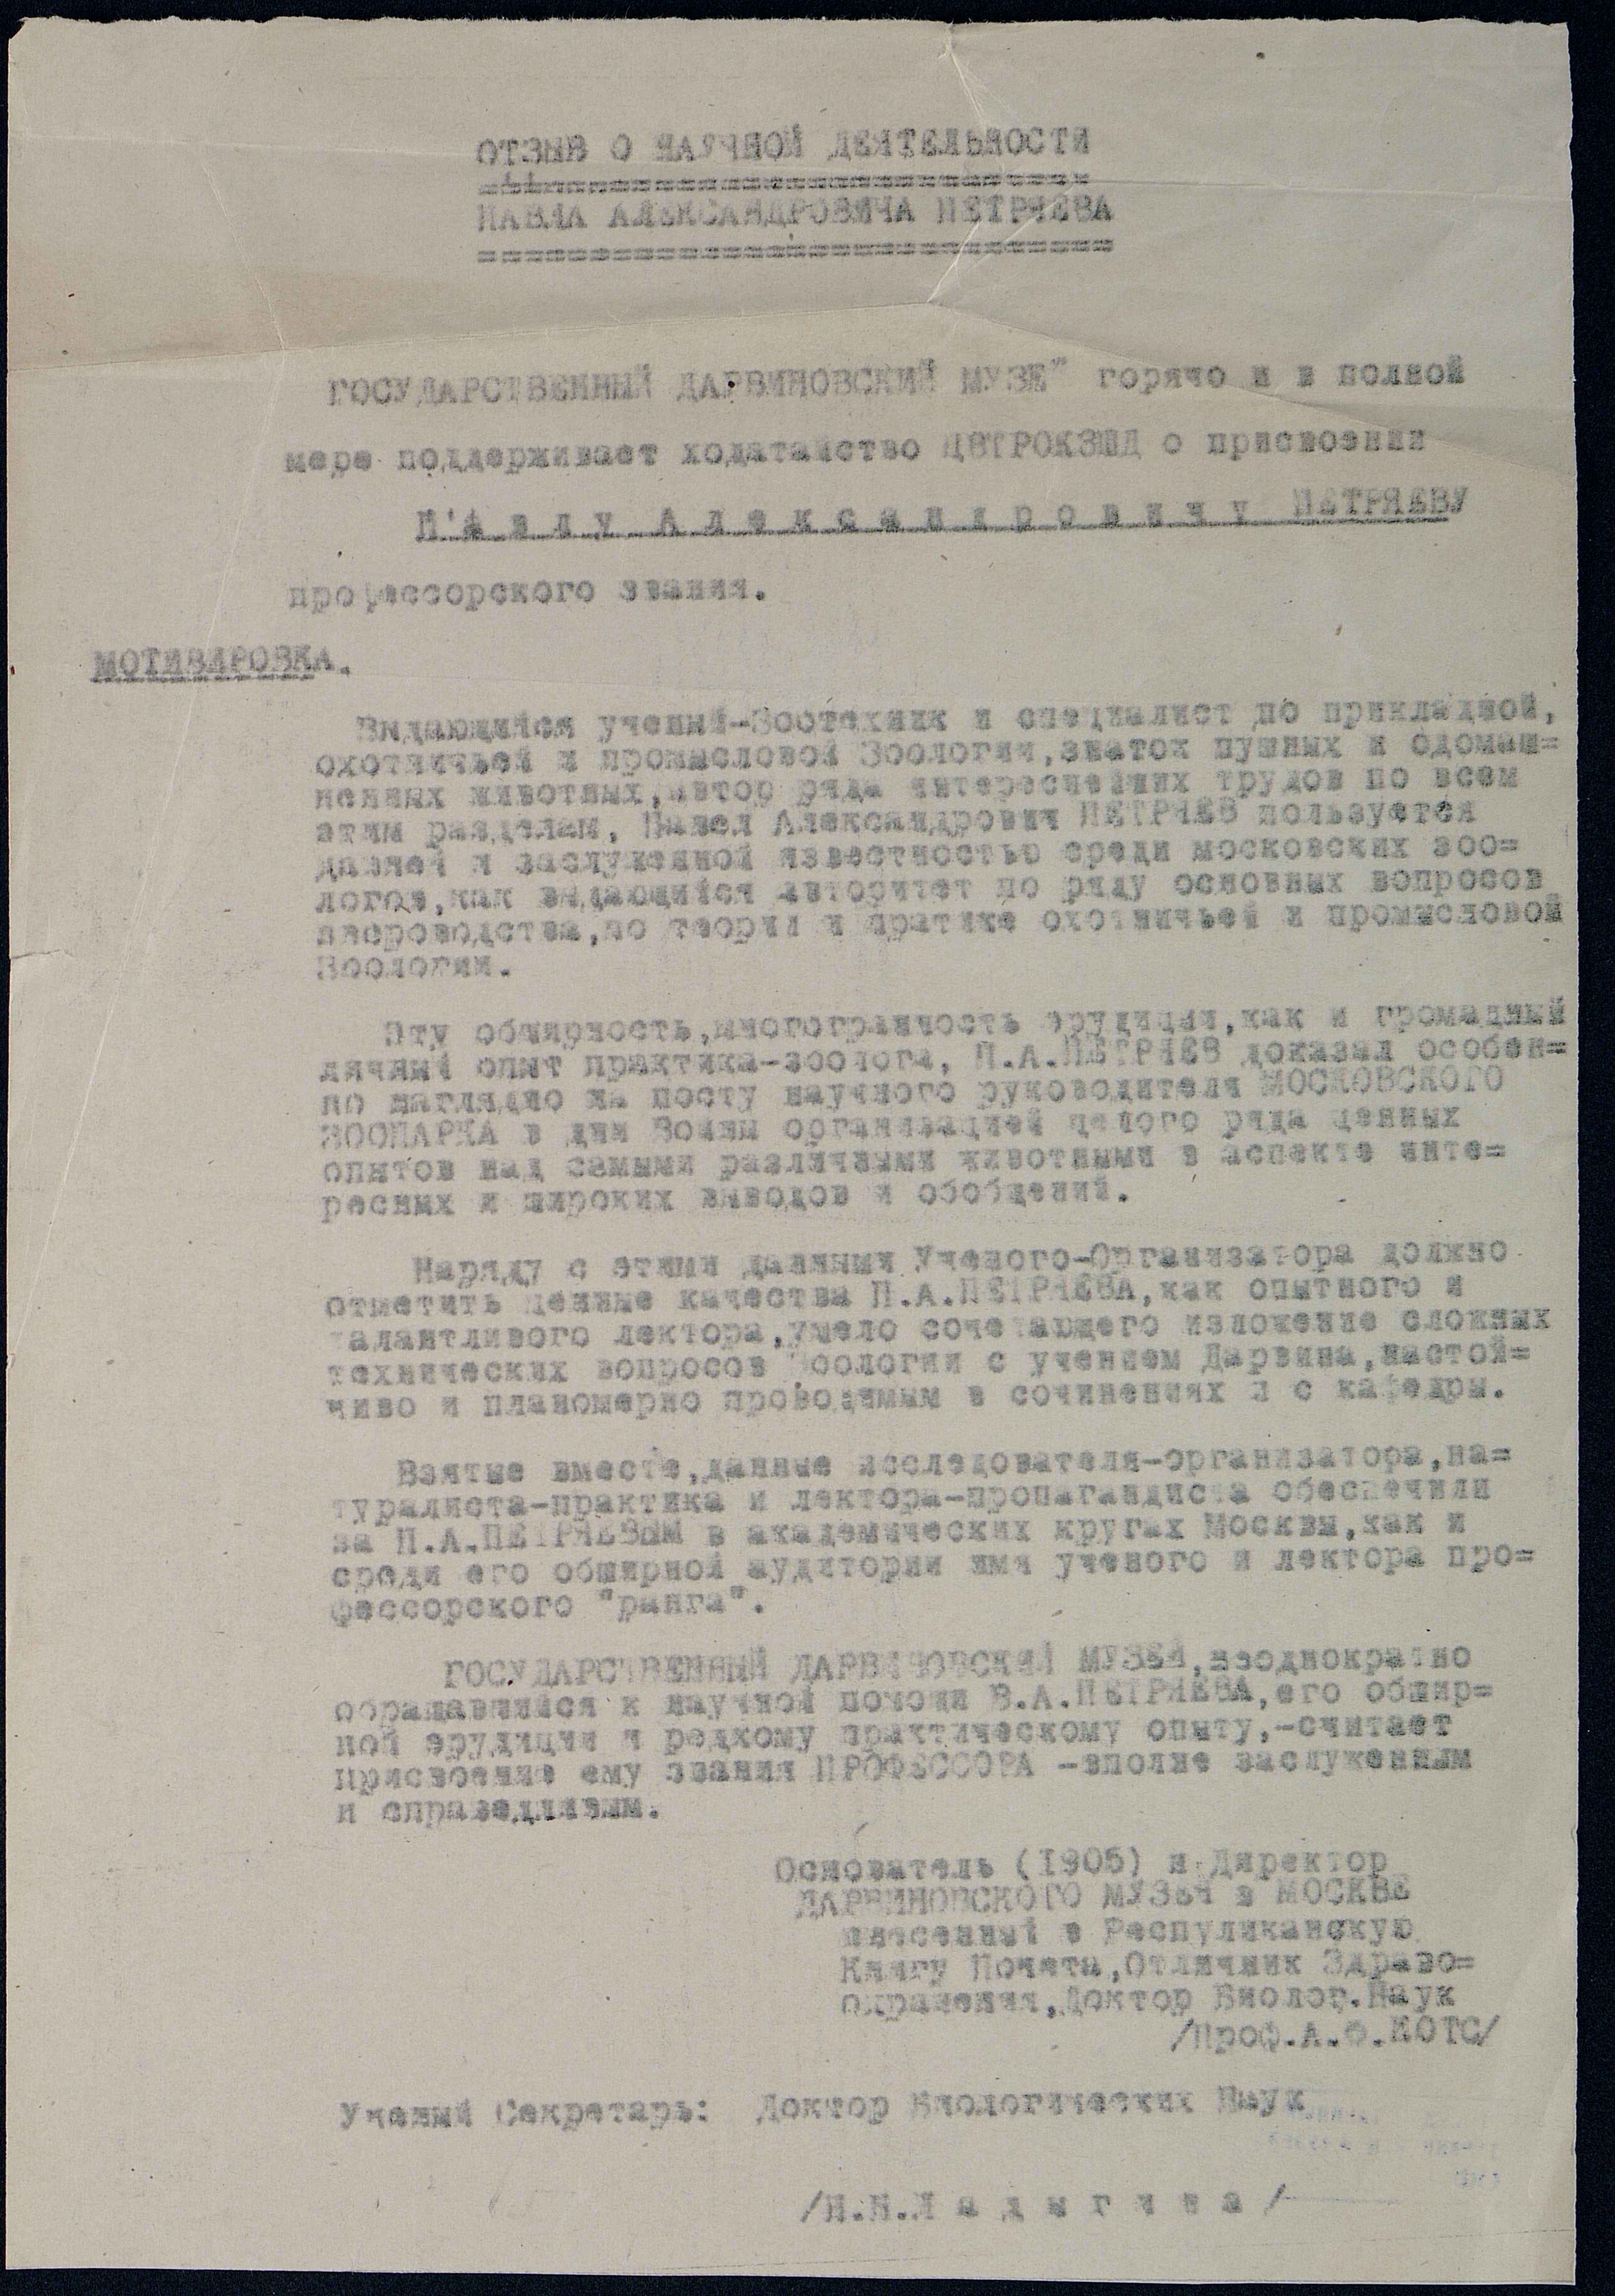 ОТЗЫВ О НАУЧНОЙ ДЕЯТЕЛЬНОСТИ
ПАВЛА АЛЕКСАНДРОВИЧА ПЕТРЯЕВА
ГОСУДАРСТВЕННЫЙ ДАРВИНОВСКИЙ МУЗЕЙ горячо и в полной
мере поддерживает ходатайство о присвоении
П а в л у А л е к с а н д р о в и ч у ПЕТРЯЕВУ
профессорского звания.
МОТИВИРОВКА.
Выдающийся ученый-Зоотехник и специалист по прикладной,
охотничьей и промысловой Зоологии,знаток пушных и одомаш=
ненных животных,автор ряда интереснейших трудов по всем
этим разделам, Павел Александрович ПЕТРЯЕВ пользуется
давней и заслуженной известностью среди московских зоо=
логов,как выдающийся авторитет по ряду основных вопросов
звероводства,по теории и пратике охотничьей и промысловой
Зоологии.
Эту обширность,многогранность эрудиции,как и громадный
личный опыт практика-зоолога, П.А.ПЕТРЯЕВ доказал особен=
но наглядно на посту научного руководителя МОСКОВСКОГО
ЗООПАРКА в дни Войны организацией целого ряда ценных
опытов над самыми различными животными в аспекте инте=
ресных и широких выводов и обобщений.
Наряду с этими данными Ученого-Организатора должно
отметить ценные качества П.А.ПЕТРЯЕВА,как опытного и
талантливого лектора,умело сочетающего изложение сложных
технических вопросов Зоологии с учением Дарвина,настой=
чиво и планомерно проводимым в сочинениях и с кафедры.
Взятые вместе,данные исследователя-организатора,на=
туралиста-практика и лектора-пропагандиста обеспечили
за П.А.ПЕТРЯЕВЫМ в академических кругах Москвы,как и
среди его обширной аудитории имя ученого и лектора про=
фессорского "ранга".
ГОСУДАРСТВЕННЫЙ ДАРВИНОВСКИЙ МУЗЕЙ,неоднократно
обращавшийся к научной помощи В.А.ПЕТРЯЕВА,его обшир=
ной эрудиции и редкому практическому опыту,-считает
присвоение ему звания ПРОФЕССОРА -вполне заслуженным
и справедливым.
Основатель (1905) и Директор
ДАРВИНОВСКОГО МУЗЕЯ в МОСКВЕ
внесенный в Республиканскую
Книгу Почета,Отличник Здраво=
охранения,Доктор Биолог.Наук
/Проф.А.Ф.КОТС/
Ученый Секретарь: Доктор Биологических Наук
/Н.Н.Л а д ы г и н а /